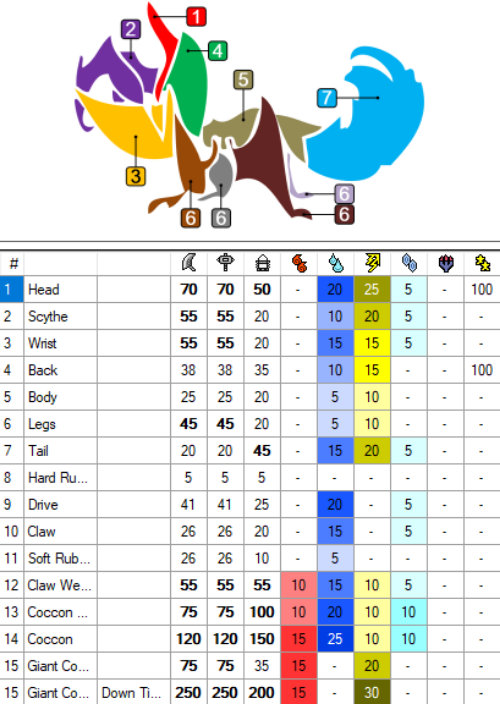 1
2
4
5
7
3
6
6
6
6
#
1 Head 70 70 50 - 20 25 5 - 100
2 Scythe 55 55 20 - 10 20 5 - -
3 Wrist 55 55 20 - 15 15 5 - -
4 Back 38 38 35 - 10 15 - - 100
5 Body 25 25 20 - 5 10 - - -
6 Legs 45 45 20 - 5 10 - - -
7 Tail 20 20 45 - 15 20 5 - -
8 Hard Ru... 5 5 5 - - - - - -
9 Drive 41 41 25 - 20 - 5 - -
10 Claw 26 26 20 - 15 - 5 - -
11 Soft Rub... 26 26 10 - 5 - - - -
12 Claw We... 55 55 55 10 15 10 5 - -
13 Coccon ... 75 75 100 10 20 10 10 - -
14 Coccon 120 120 150 15 25 10 10 - -
15 Giant Co... 75 75 35 15 - 20 - - -
15 Giant Co... Down Ti... 250 250 200 15 - 30 - - -